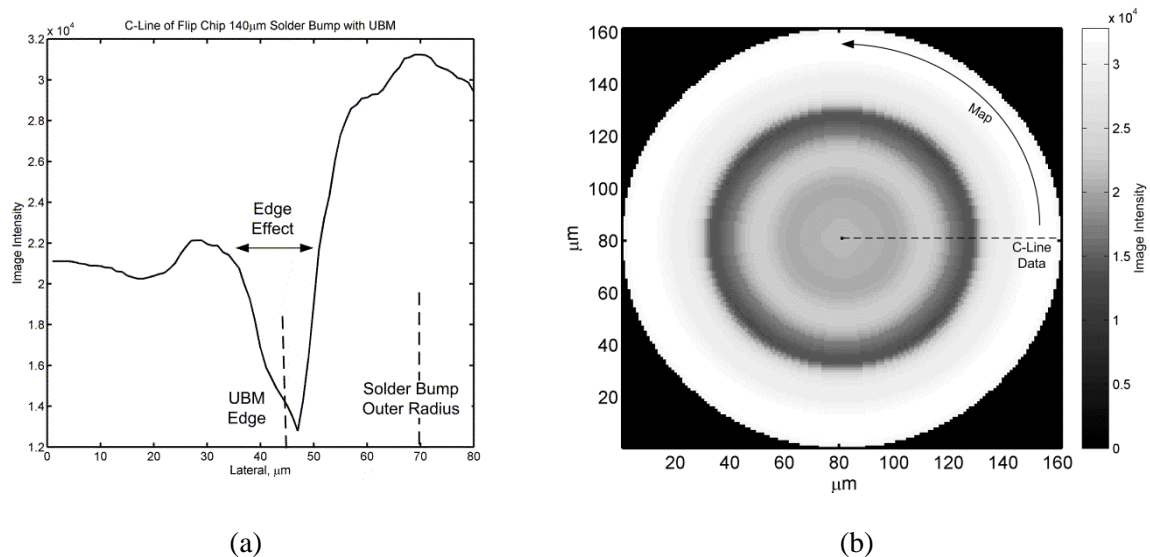 C-Line of Flip Chip 140μm Solder Bump with UBM
x 10⁴
3.2
3
2.8
2.6
2.4
2.2
2
1.8
1.6
1.4
1.2
Image Intensity
Edge
Effect
UBM
Edge
Solder Bump
Outer Radius
0 10 20 30 40 50 60 70 80
Lateral, μm
(a)
160
140
120
100
80
60
40
20
μm
Map
C-Line
Data
20 40 60 80 100 120 140 160
μm
x 10⁴
3
2.5
2
1.5
1
0.5
0
Image Intensity
(b)